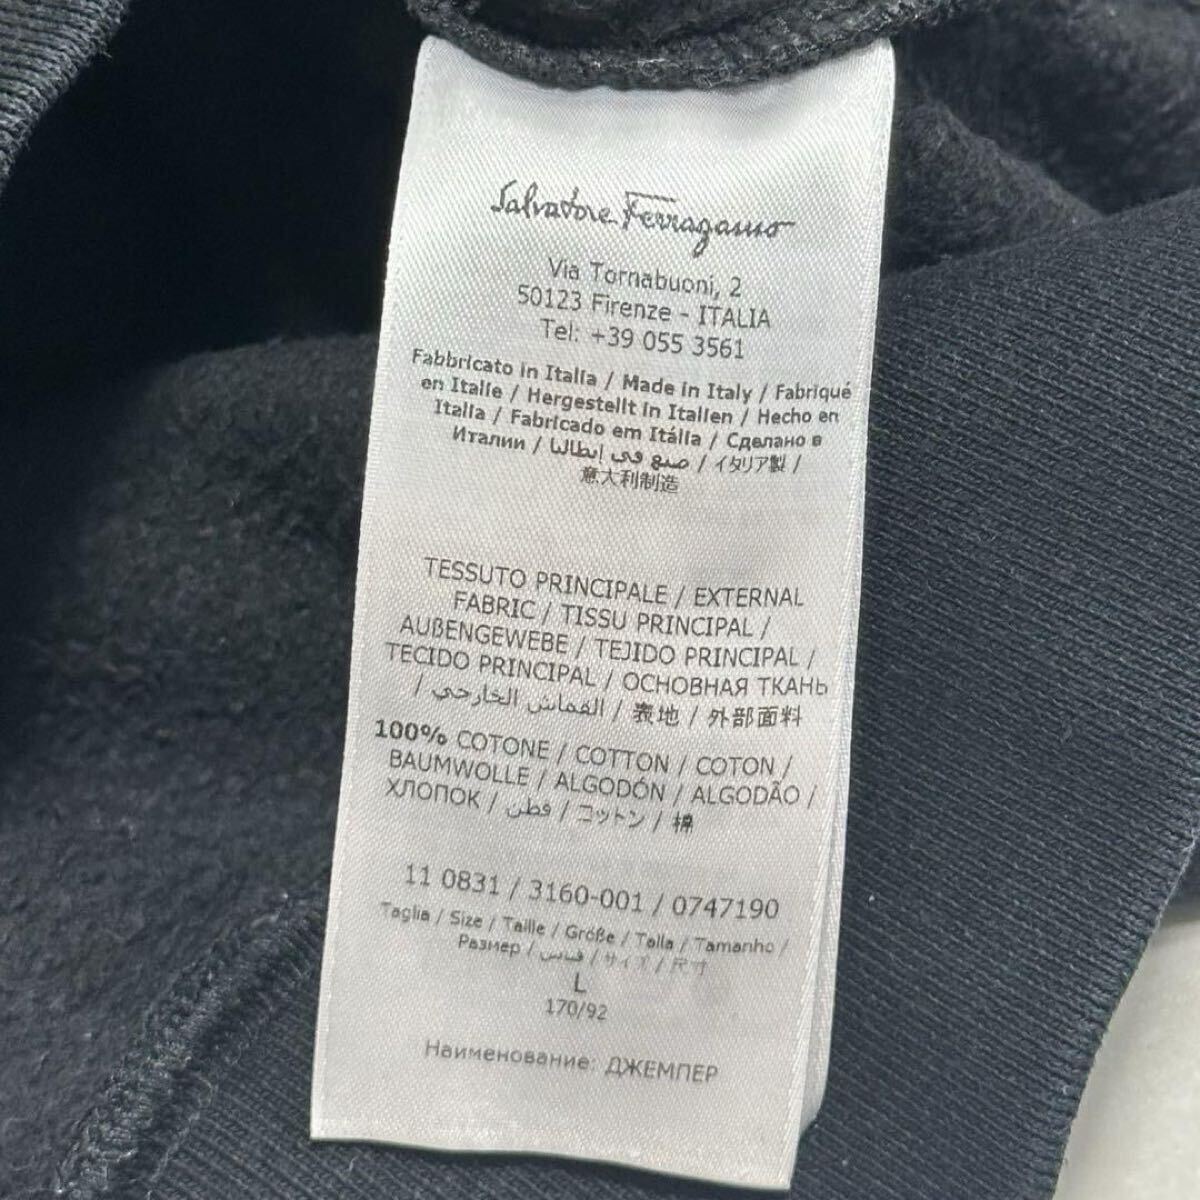 Salvatore Ferragamo
Via Tornabuoni, 2
50123 Firenze - ITALIA
Tel: +39 055 3561
Fabbricato in Italia / Made in Italy / Fabriqué
en Italie / Hergestellt in Italien / Hecho en
Italia / Fabricado em Itália / Сделано в
Италии / صنع في إيطاليا / イタリア製 /
意大利制造
TESSUTO PRINCIPALE / EXTERNAL
FABRIC / TISSU PRINCIPAL /
AUßENGEWEBE / TEJIDO PRINCIPAL /
TECIDO PRINCIPAL / ОСНОВНАЯ ТКАНЬ
/ القماش الخارجي / 表地 / 外部面料
100% COTONE / COTTON / COTON /
BAUMWOLLE / ALGODÓN / ALGODÃO /
ХЛОПОК / قطن / コットン / 棉
11 0831 / 3160-001 / 0747190
Taglia / Size / Taille / Größe / Talla / Tamanho /
Размер / قياس / サイズ / 尺寸
L
170/92
Наименование: ДЖЕМПЕР